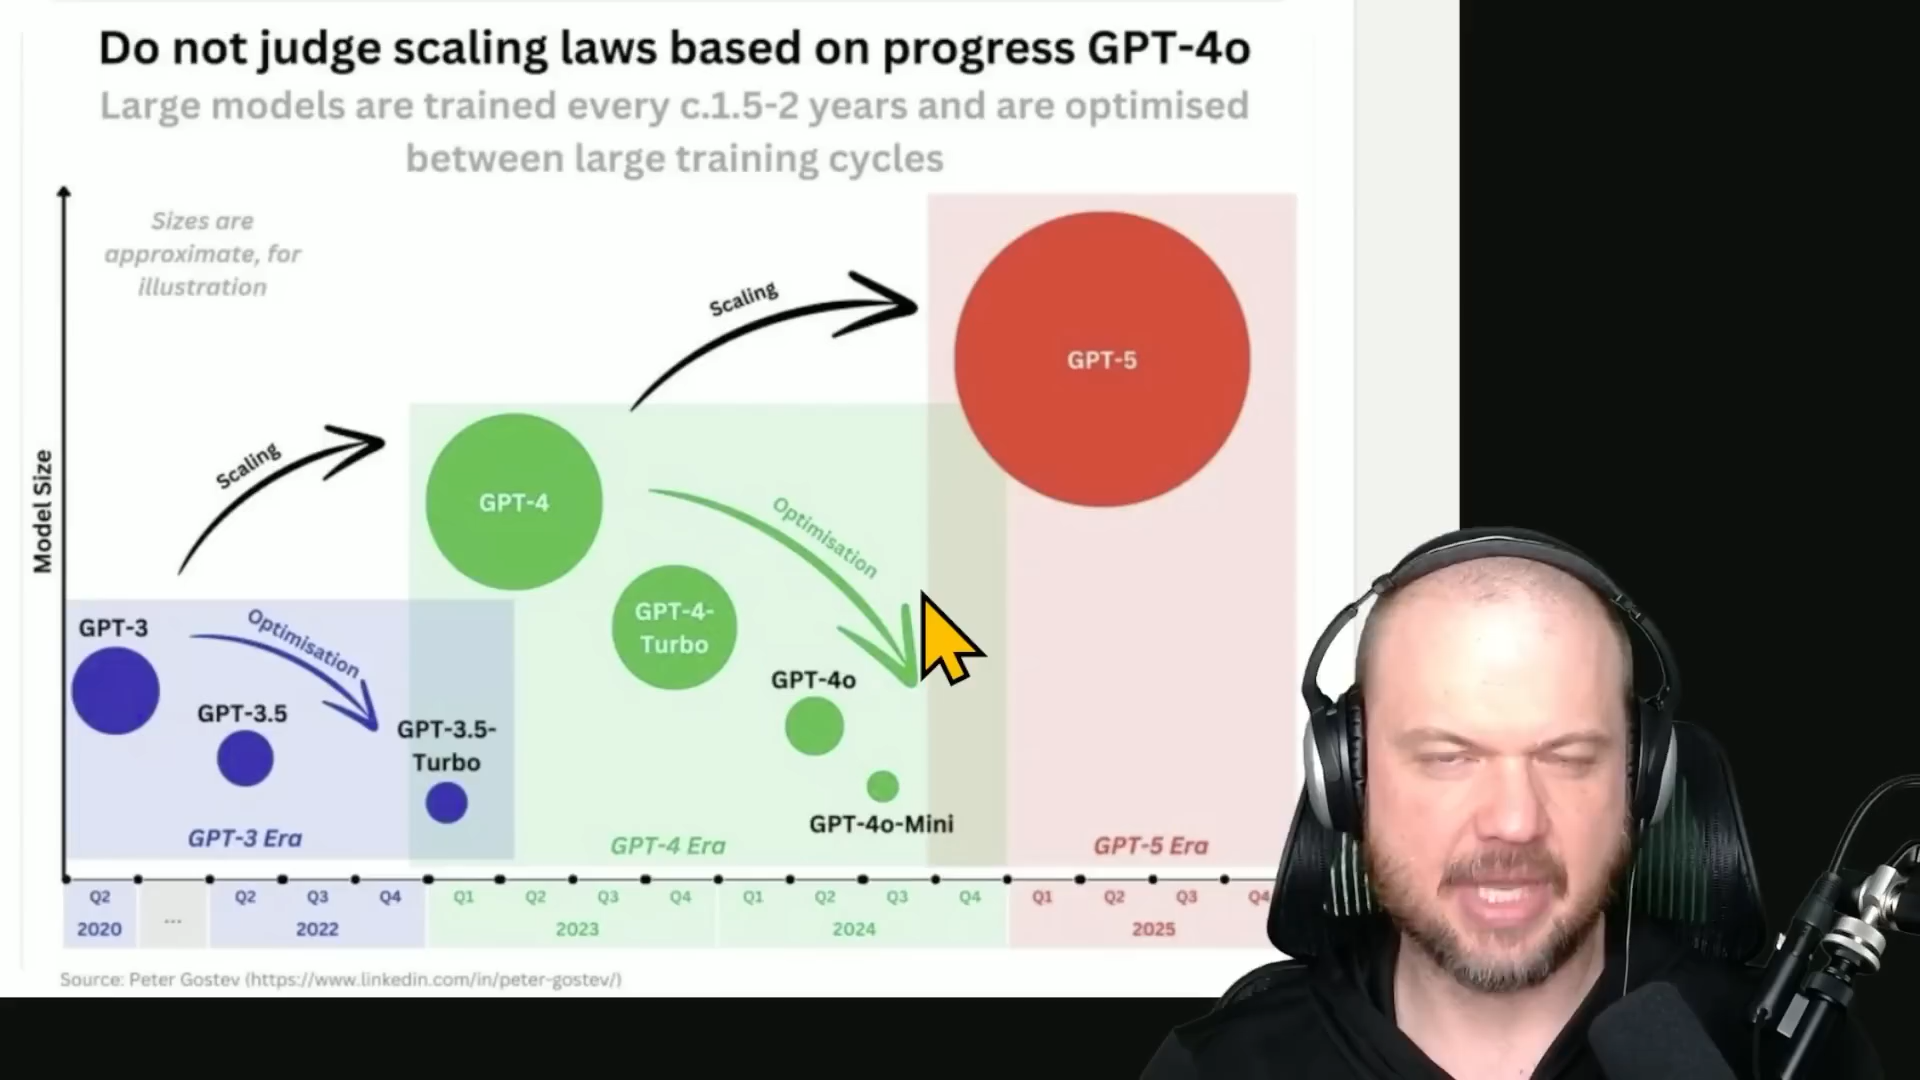 Do not judge scaling laws based on progress GPT-4o
Large models are trained every c.1.5-2 years and are optimised
between large training cycles
Sizes are
approximate, for
illustration
Model Size
Scaling
Scaling
GPT-5
GPT-4
Optimisation
GPT-3
Optimisation
GPT-4-
Turbo
GPT-4o
GPT-3.5
GPT-3.5-
Turbo
GPT-4o-Mini
GPT-3 Era
GPT-4 Era
GPT-5 Era
Q2 ... Q2 Q3 Q4 Q1 Q2 Q3 Q4 Q1 Q2 Q3 Q4 Q1 Q2 Q3 Q4
2020 2022 2023 2024 2025
Source: Peter Gostev (https://www.linkedin.com/in/peter-gostev/)